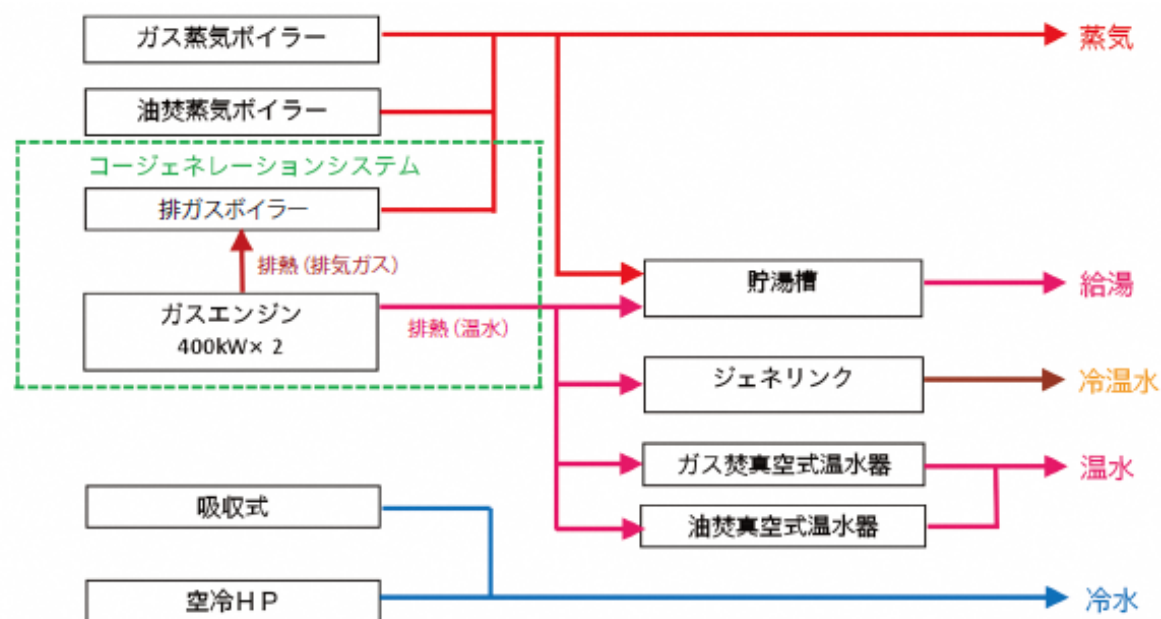 ガス蒸気ボイラー
蒸気
油焚蒸気ボイラー
コージェネレーションシステム
排ガスボイラー
排熱(排気ガス)
ガスエンジン
400kW× 2
排熱(温水)
貯湯槽
給湯
ジェネリンク
冷温水
ガス焚真空式温水器
温水
油焚真空式温水器
吸収式
空冷HP
冷水